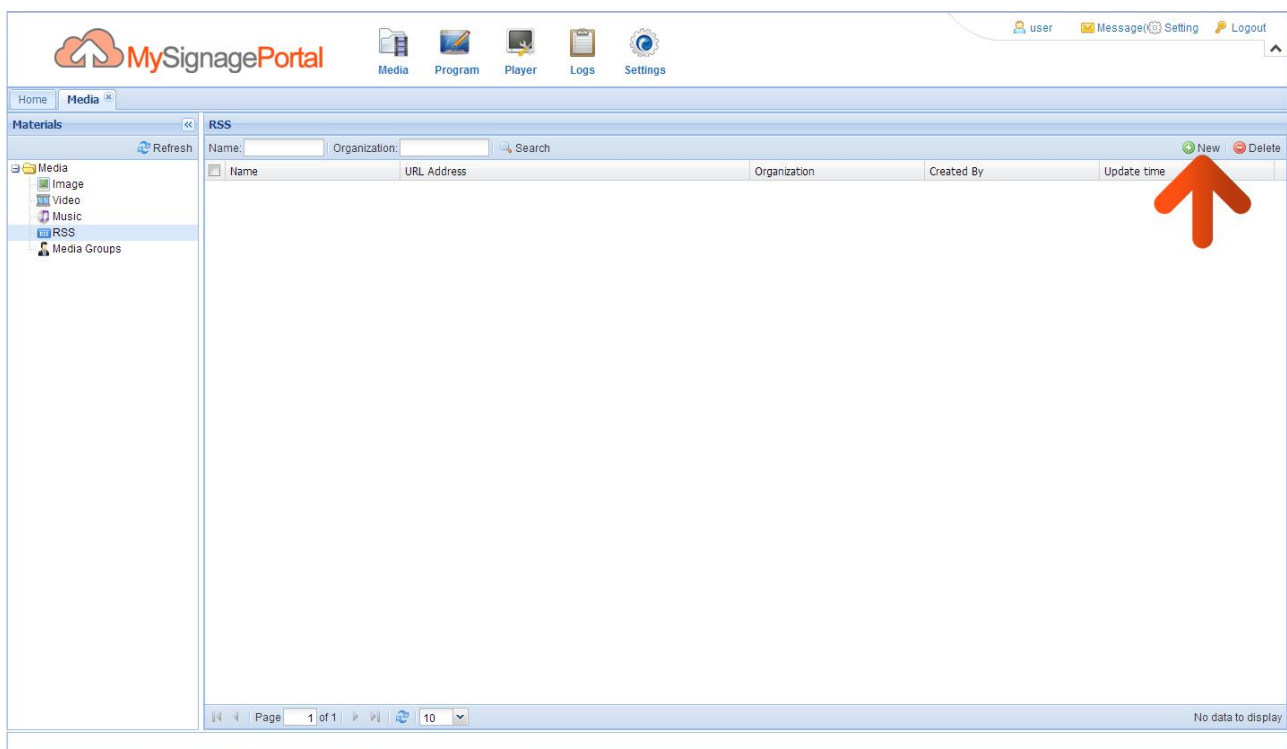 MySignagePortal
Media Program Player Logs Settings
user Message( Setting Logout
Home Media
Materials
Refresh
Media
Image
Video
Music
RSS
Media Groups
RSS
Name: Organization: Search New Delete
Name URL Address Organization Created By Update time
Page 1 of 1 10 No data to display